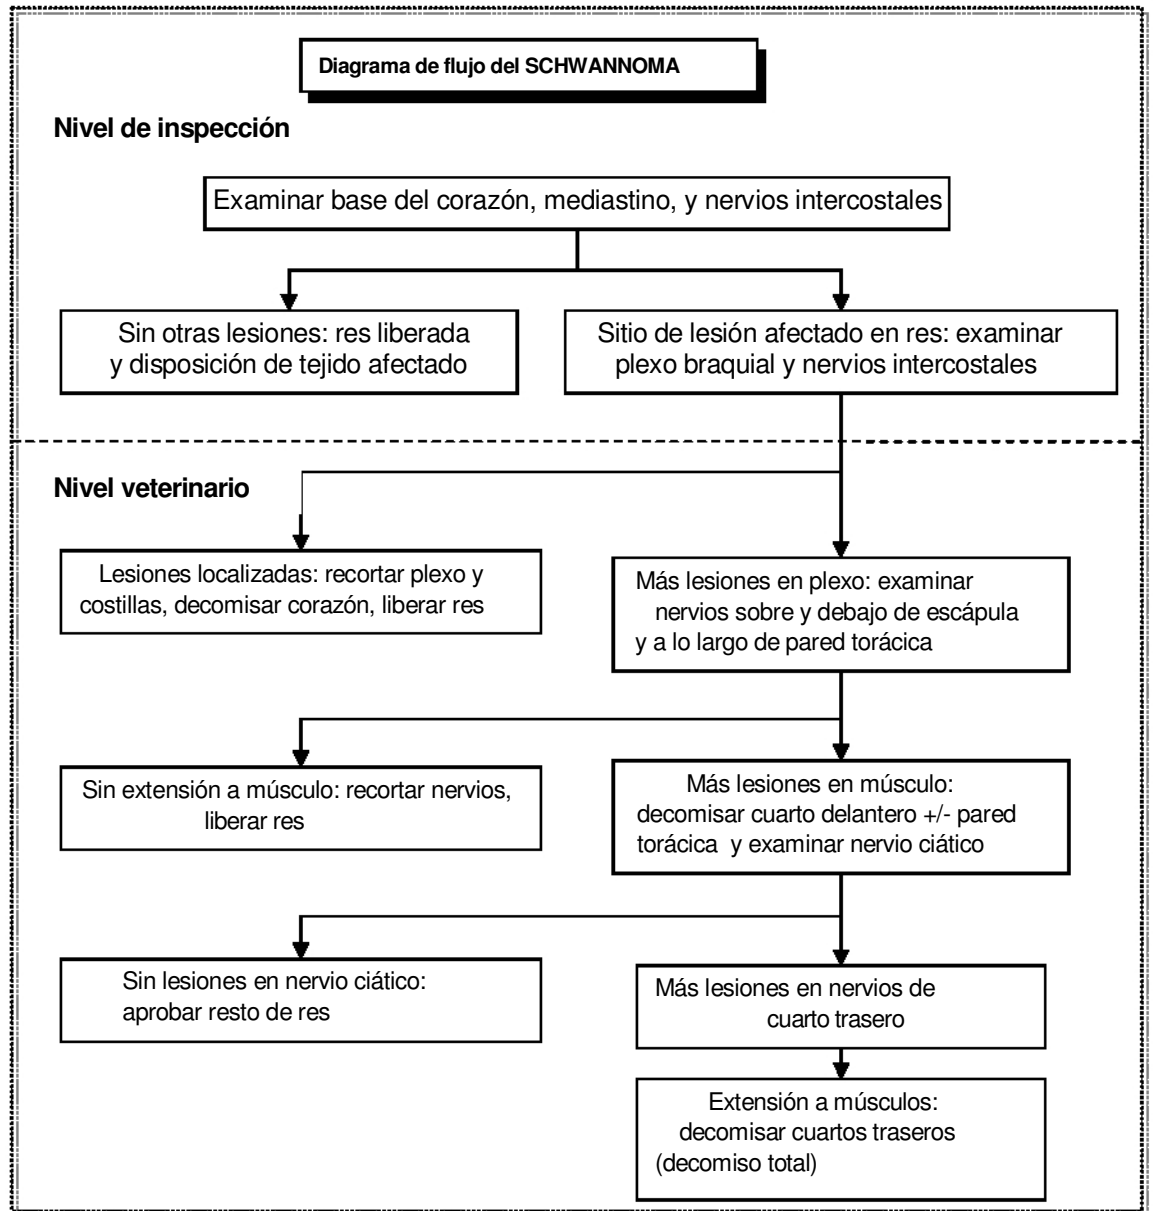 Diagrama de flujo del SCHWANNOMA
Nivel de inspección
Examinar base del corazón, mediastino, y nervios intercostales
Sin otras lesiones: res liberada
y disposición de tejido afectado
Sitio de lesión afectado en res: examinar
plexo braquial y nervios intercostales
Nivel veterinario
Lesiones localizadas: recortar plexo y
costillas, decomisar corazón, liberar res
Más lesiones en plexo: examinar
nervios sobre y debajo de escápula
y a lo largo de pared torácica
Sin extensión a músculo: recortar nervios,
liberar res
Más lesiones en músculo:
decomisar cuarto delantero +/- pared
torácica y examinar nervio ciático
Sin lesiones en nervio ciático:
aprobar resto de res
Más lesiones en nervios de
cuarto trasero
Extensión a músculos:
decomisar cuartos traseros
(decomiso total)